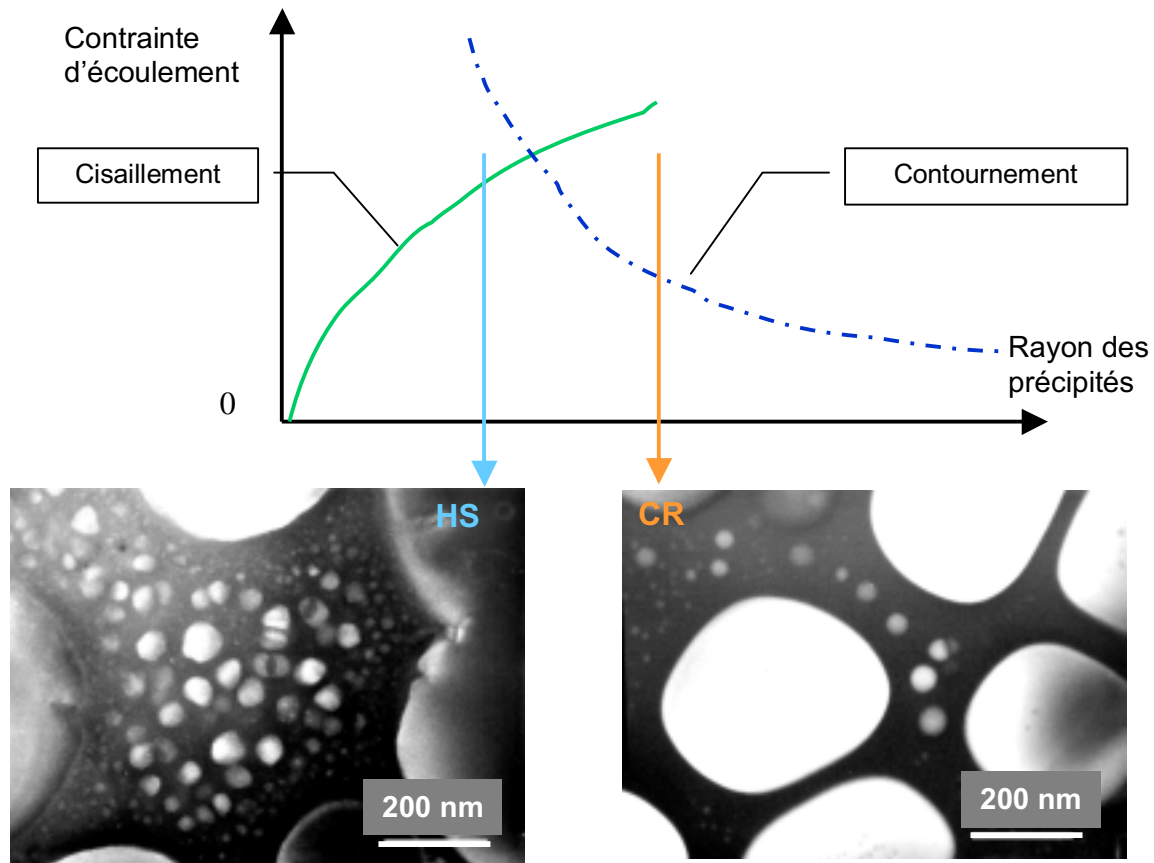 Contrainte
d’écoulement
Cisaillement
Contournement
Rayon des
précipités
0
HS
CR
200 nm
200 nm